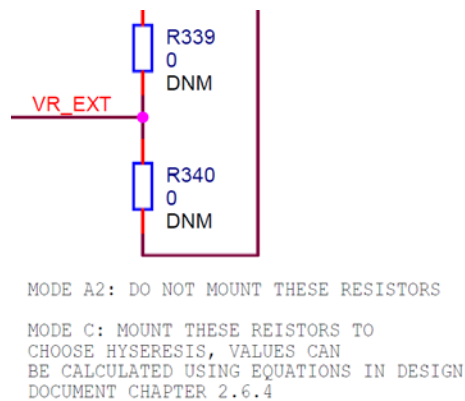 R339
0
DNM
VR_EXT
R340
0
DNM
MODE A2: DO NOT MOUNT THESE RESISTORS
MODE C: MOUNT THESE REISTORS TO
CHOOSE HYSERESIS, VALUES CAN
BE CALCULATED USING EQUATIONS IN DESIGN
DOCUMENT CHAPTER 2.6.4